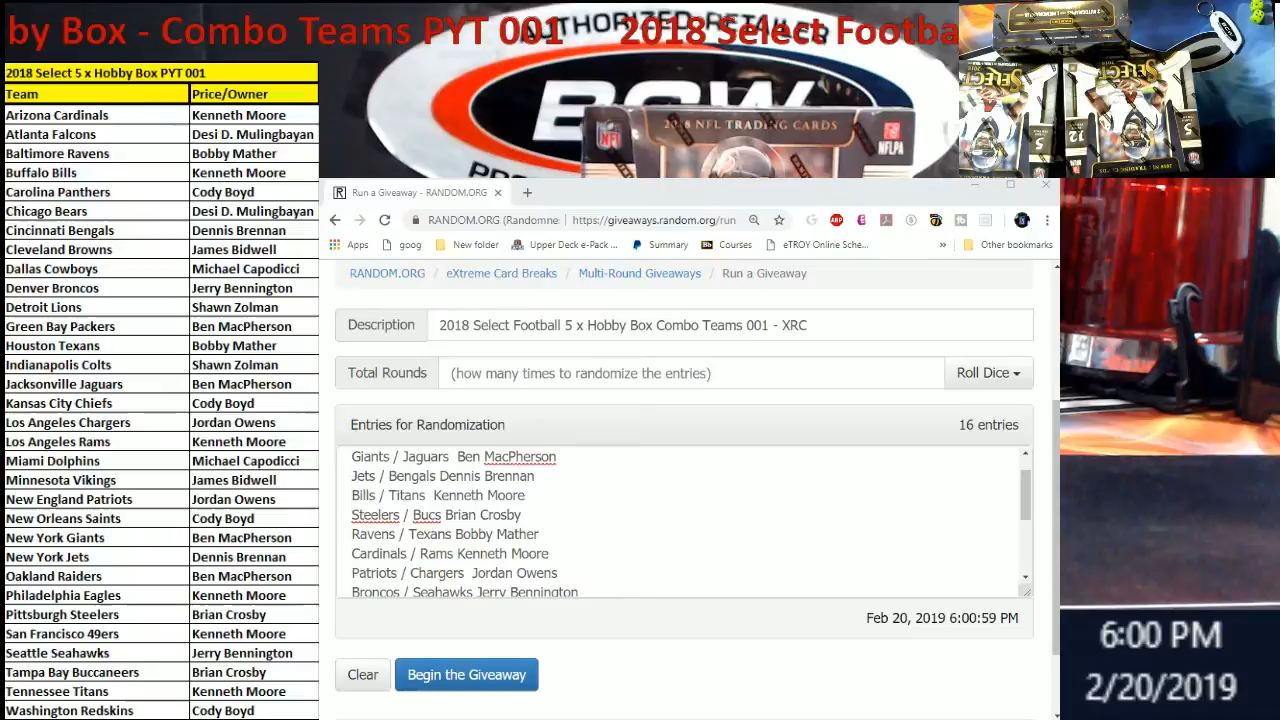 by Box - Combo Teams PYT 001 2018 Select Footba
AUTHORIZED RETAILER
BCW
2018 NFL TRADING CARDS
NFL
NFLPA
SELECT
SELECT
2018 Select 5 x Hobby Box PYT 001
Team Price/Owner
Arizona Cardinals Kenneth Moore
Atlanta Falcons Desi D. Mulingbayan
Baltimore Ravens Bobby Mather
Buffalo Bills Kenneth Moore
Carolina Panthers Cody Boyd
Chicago Bears Desi D. Mulingbayan
Cincinnati Bengals Dennis Brennan
Cleveland Browns James Bidwell
Dallas Cowboys Michael Capodicci
Denver Broncos Jerry Bennington
Detroit Lions Shawn Zolman
Green Bay Packers Ben MacPherson
Houston Texans Bobby Mather
Indianapolis Colts Shawn Zolman
Jacksonville Jaguars Ben MacPherson
Kansas City Chiefs Cody Boyd
Los Angeles Chargers Jordan Owens
Los Angeles Rams Kenneth Moore
Miami Dolphins Michael Capodicci
Minnesota Vikings James Bidwell
New England Patriots Jordan Owens
New Orleans Saints Cody Boyd
New York Giants Ben MacPherson
New York Jets Dennis Brennan
Oakland Raiders Ben MacPherson
Philadelphia Eagles Kenneth Moore
Pittsburgh Steelers Brian Crosby
San Francisco 49ers Kenneth Moore
Seattle Seahawks Jerry Bennington
Tampa Bay Buccaneers Brian Crosby
Tennessee Titans Kenneth Moore
Washington Redskins Cody Boyd
Run a Giveaway - RANDOM.ORG
RANDOM.ORG (Randomne: https://giveaways.random.org/run
Apps goog New folder Upper Deck e-Pack ... Summary Courses eTROY Online Sche... » Other bookmarks
RANDOM.ORG / eXtreme Card Breaks / Multi-Round Giveaways / Run a Giveaway
Description 2018 Select Football 5 x Hobby Box Combo Teams 001 - XRC
Total Rounds (how many times to randomize the entries) Roll Dice
Entries for Randomization 16 entries
Giants / Jaguars Ben MacPherson
Jets / Bengals Dennis Brennan
Bills / Titans Kenneth Moore
Steelers / Bucs Brian Crosby
Ravens / Texans Bobby Mather
Cardinals / Rams Kenneth Moore
Patriots / Chargers Jordan Owens
Broncos / Seahawks Jerry Bennington
Feb 20, 2019 6:00:59 PM
Clear Begin the Giveaway
6:00 PM
2/20/2019